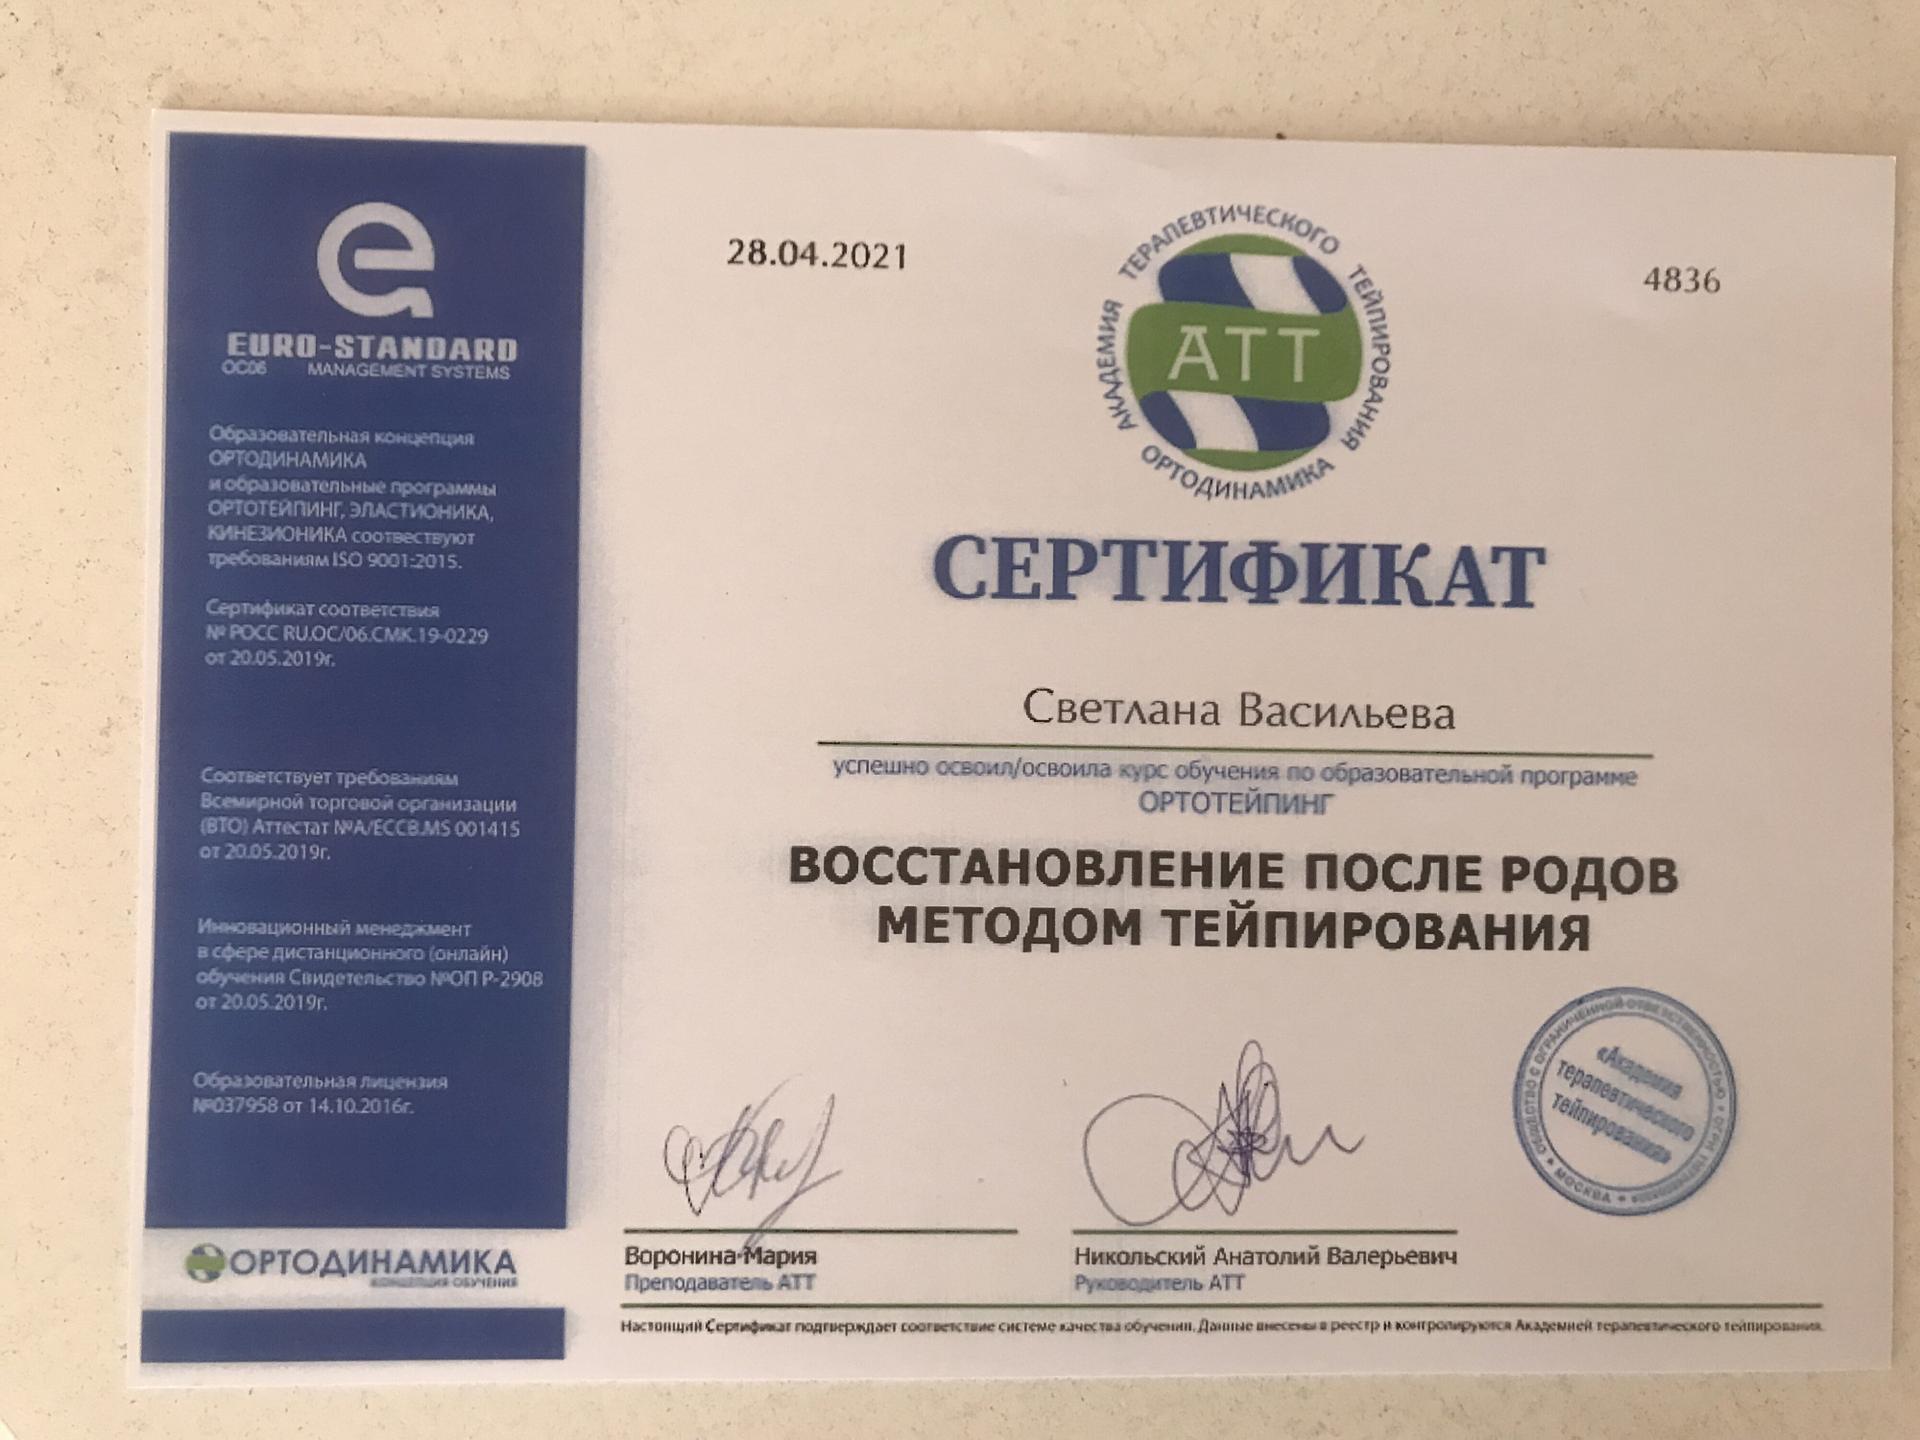 EURO-STANDARD
ОС06 MANAGEMENT SYSTEMS
Образовательная концепция
ОРТОДИНАМИКА
и образовательные программы
ОРТОТЕЙПИНГ, ЭЛАСТИОНИКА,
КИНЕЗИОНИКА соотвествуют
требованиям ISO 9001:2015.
Сертификат соответствия
№ РОСС RU.ОС/06.СМК.19-0229
от 20.05.2019г.
Соответствует требованиям
Всемирной торговой организации
(ВТО) Аттестат №A/ECCB.MS 001415
от 20.05.2019г.
Инновационный менеджмент
в сфере дистанционного (онлайн)
обучения Свидетельство №ОП Р-2908
от 20.05.2019г.
Образовательная лицензия
№037958 от 14.10.2016г.
ОРТОДИНАМИКА
КОНЦЕПЦИЯ ОБУЧЕНИЯ
28.04.2021
4836
АКАДЕМИЯ ТЕРАПЕВТИЧЕСКОГО ТЕЙПИРОВАНИЯ
АТТ
ОРТОДИНАМИКА
СЕРТИФИКАТ
Светлана Васильева
успешно освоил/освоила курс обучения по образовательной программе
ОРТОТЕЙПИНГ
ВОССТАНОВЛЕНИЕ ПОСЛЕ РОДОВ
МЕТОДОМ ТЕЙПИРОВАНИЯ
ОБЩЕСТВО С ОГРАНИЧЕННОЙ ОТВЕТСТВЕННОСТЬЮ
«Академия
терапевтического
тейпирования»
МОСКВА
Воронина Мария
Преподаватель АТТ
Никольский Анатолий Валерьевич
Руководитель АТТ
Настоящий Сертификат подтверждает соответствие системе качества обучения. Данные внесены в реестр и контролируются Академией терапевтического тейпирования.